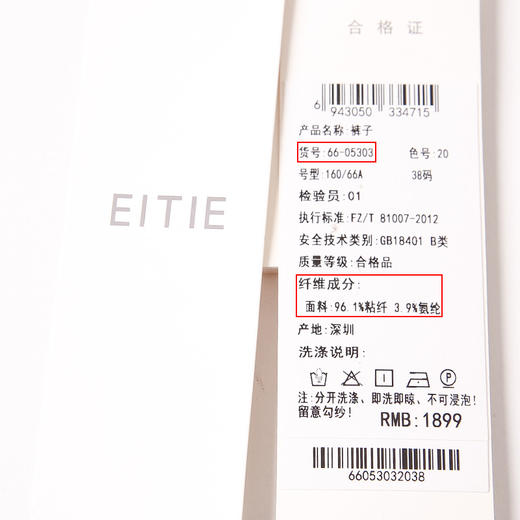 EITIE
合格证
6 943050 334715
产品名称:裤子
货号:66-05303 色号:20
号型:160/66A 38码
检验员:01
执行标准:FZ/T 81007-2012
安全技术类别:GB18401 B类
质量等级:合格品
纤维成分:
面料:96.1%粘纤 3.9%氨纶
产地:深圳
洗涤说明:
注:分开洗涤、即洗即晾、不可浸泡!
留意勾纱!
RMB:1899
66053032038